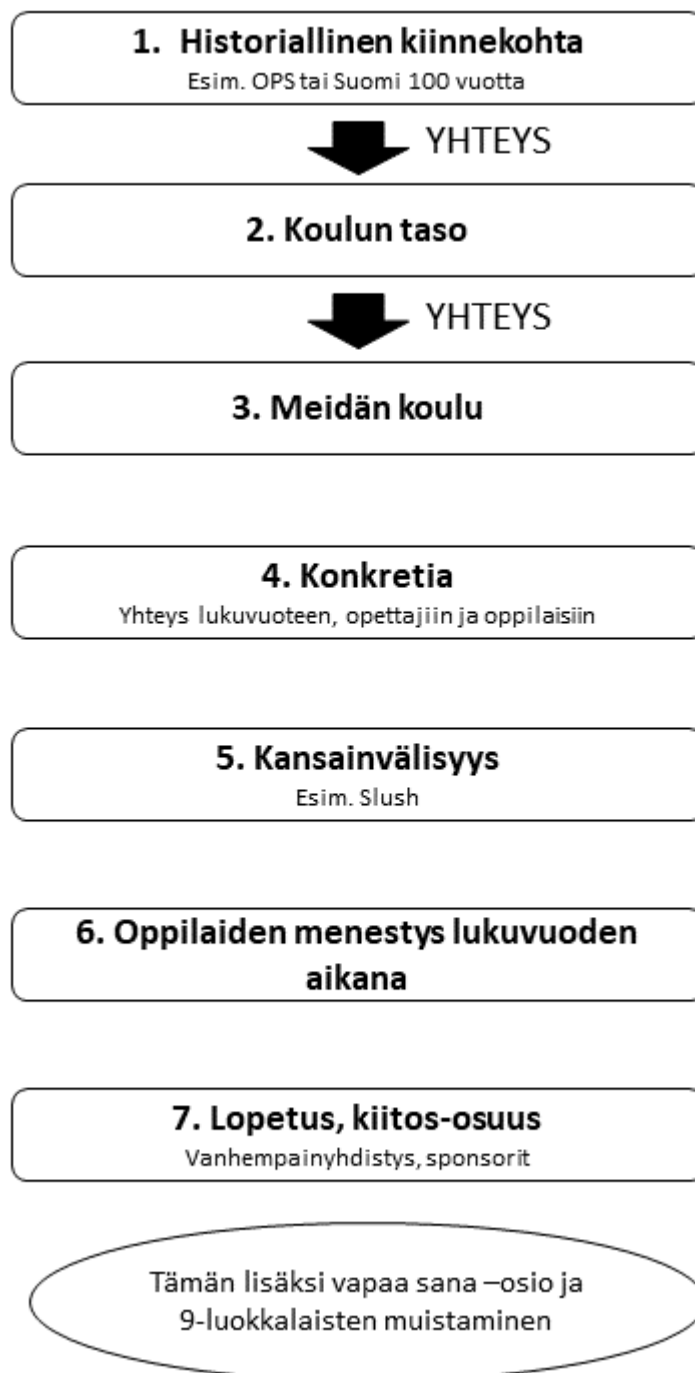 1. Historiallinen kiinnekohta
Esim. OPS tai Suomi 100 vuotta
YHTEYS
2. Koulun taso
YHTEYS
3. Meidän koulu
4. Konkretia
Yhteys lukuvuoteen, opettajiin ja oppilaisiin
5. Kansainvälisyys
Esim. Slush
6. Oppilaiden menestys lukuvuoden
aikana
7. Lopetus, kiitos-osuus
Vanhempainyhdistys, sponsorit
Tämän lisäksi vapaa sana –osio ja
9-luokkalaisten muistaminen